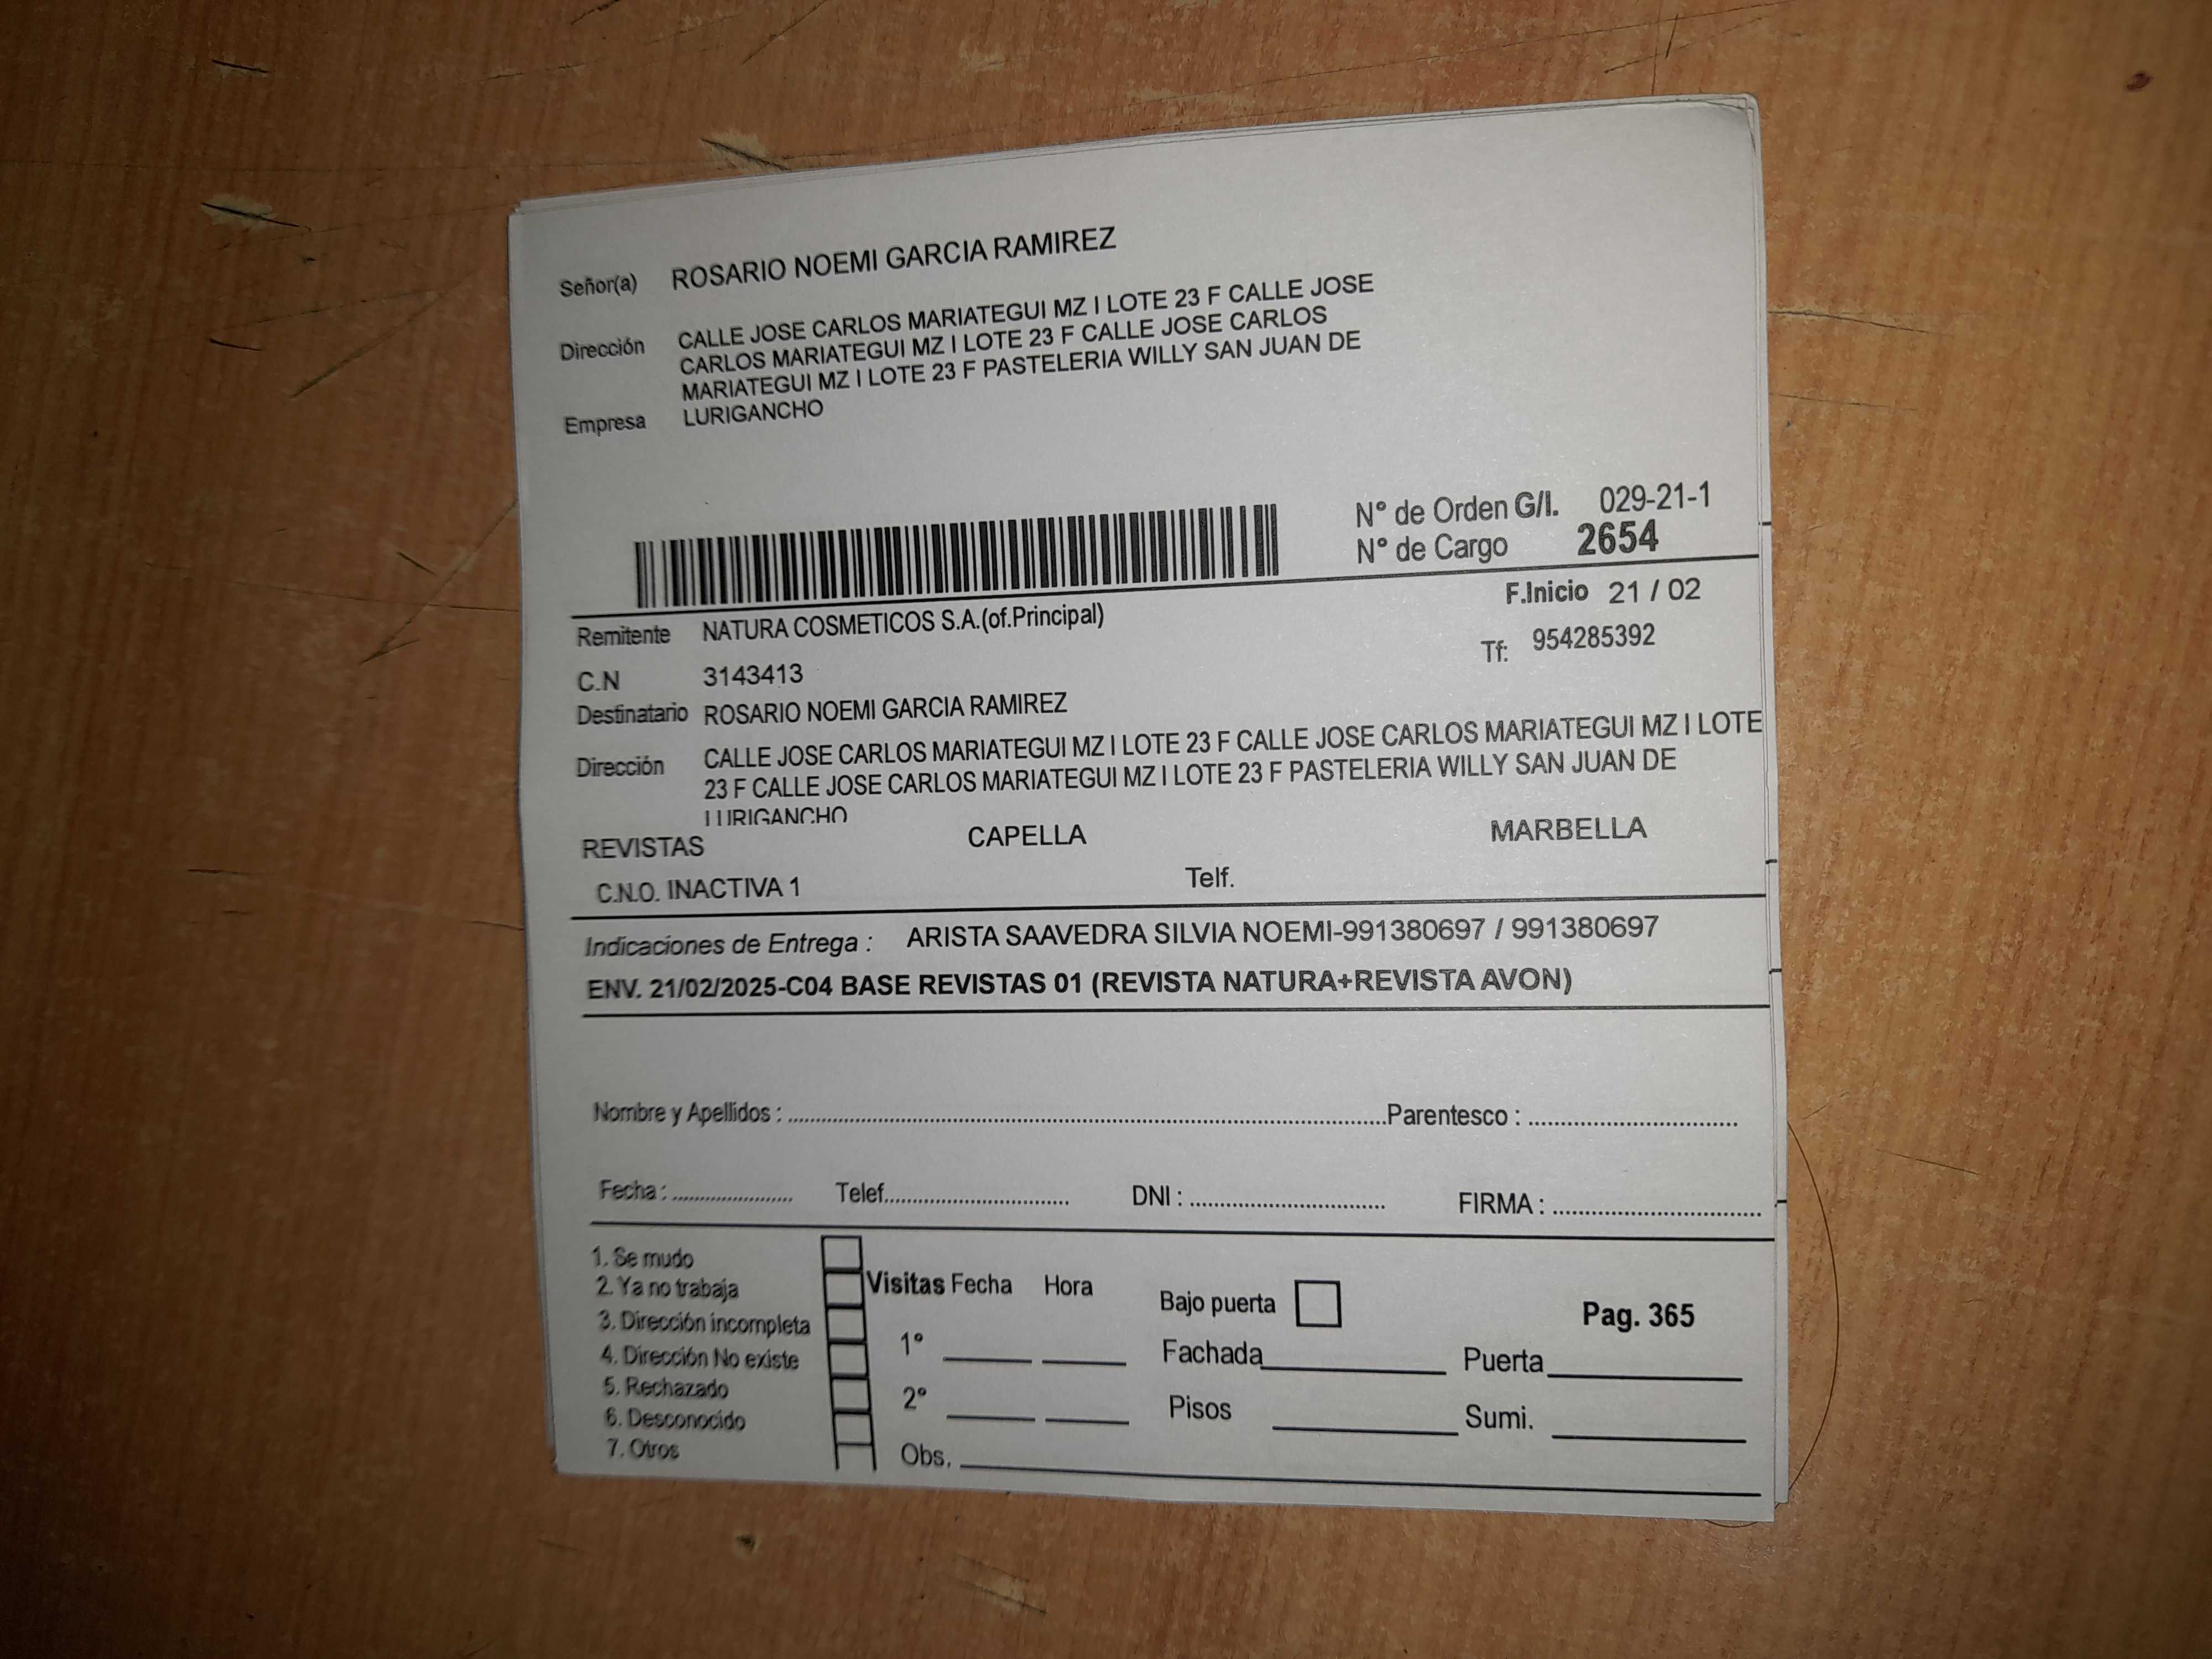 Señor(a) ROSARIO NOEMI GARCIA RAMIREZ
Dirección CALLE JOSE CARLOS MARIATEGUI MZ I LOTE 23 F CALLE JOSE
CARLOS MARIATEGUI MZ I LOTE 23 F CALLE JOSE CARLOS
MARIATEGUI MZ I LOTE 23 F PASTELERIA WILLY SAN JUAN DE
Empresa LURIGANCHO
N° de Orden G/I. 029-21-1
N° de Cargo 2654
F.Inicio 21 / 02
Remitente NATURA COSMETICOS S.A.(of.Principal)
Tf: 954285392
C.N 3143413
Destinatario ROSARIO NOEMI GARCIA RAMIREZ
Dirección CALLE JOSE CARLOS MARIATEGUI MZ I LOTE 23 F CALLE JOSE CARLOS MARIATEGUI MZ I LOTE
23 F CALLE JOSE CARLOS MARIATEGUI MZ I LOTE 23 F PASTELERIA WILLY SAN JUAN DE
LURIGANCHO
REVISTAS CAPELLA MARBELLA
C.N.O. INACTIVA 1 Telf.
Indicaciones de Entrega : ARISTA SAAVEDRA SILVIA NOEMI-991380697 / 991380697
ENV. 21/02/2025-C04 BASE REVISTAS 01 (REVISTA NATURA+REVISTA AVON)
Nombre y Apellidos : Parentesco :
Fecha : Telef. DNI : FIRMA :
1. Se mudo
2. Ya no trabaja
3. Dirección incompleta
4. Dirección No existe
5. Rechazado
6. Desconocido
7. Otros
Visitas Fecha Hora
1°
2°
Obs.
Bajo puerta
Pag. 365
Fachada Puerta
Pisos Sumi.